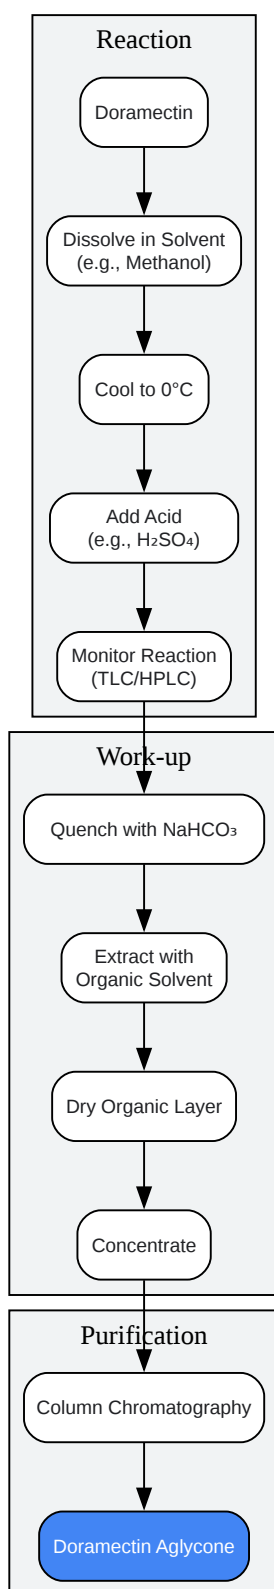 Reaction
Doramectin
Dissolve in Solvent
(e.g., Methanol)
Cool to 0°C
Add Acid
(e.g., H₂SO₄)
Monitor Reaction
(TLC/HPLC)
Work-up
Quench with NaHCO₃
Extract with
Organic Solvent
Dry Organic Layer
Concentrate
Purification
Column Chromatography
Doramectin Aglycone